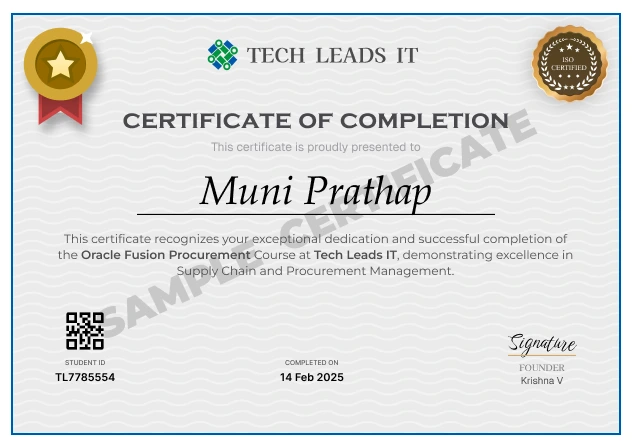 TECH LEADS IT
ISO
CERTIFIED
CERTIFICATE OF COMPLETION
This certificate is proudly presented to
Muni Prathap
SAMPLE CERTIFICATE
This certificate recognizes your exceptional dedication and successful completion of
the Oracle Fusion Procurement Course at Tech Leads IT, demonstrating excellence in
Supply Chain and Procurement Management.
STUDENT ID
TL7785554
COMPLETED ON
14 Feb 2025
Signature
FOUNDER
Krishna V